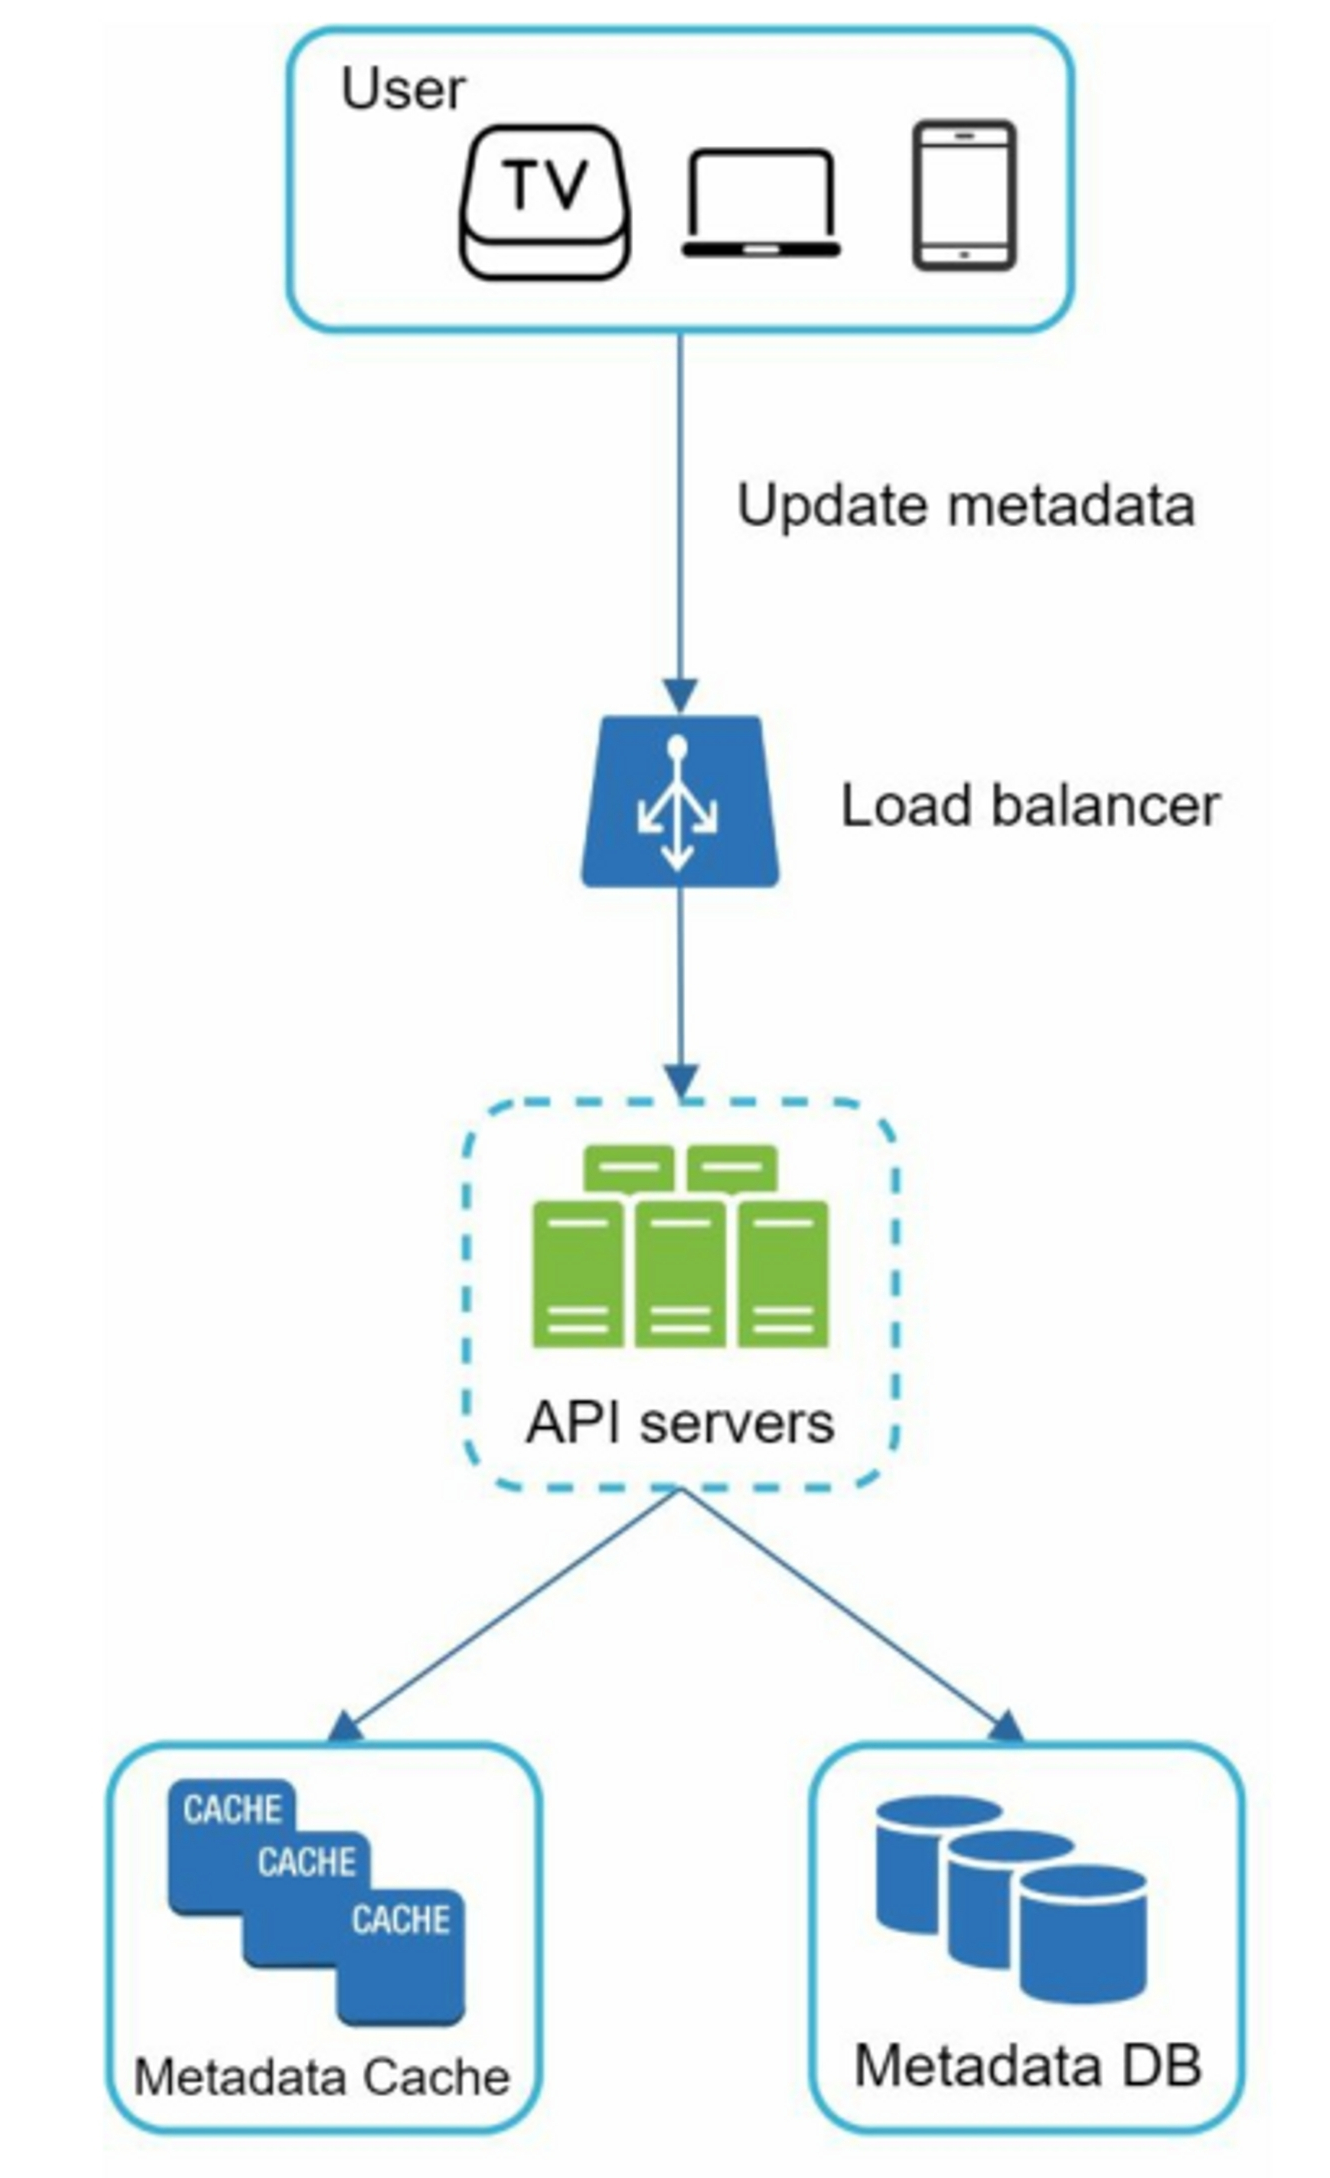 User
TV
Update metadata
Load balancer
API servers
CACHE
CACHE
CACHE
Metadata Cache
Metadata DB